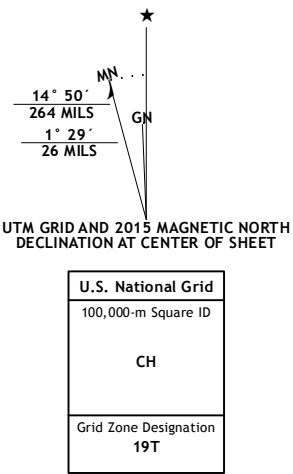 ★
MN
14° 50´
264 MILS
GN
1° 29´
26 MILS
UTM GRID AND 2015 MAGNETIC NORTH
DECLINATION AT CENTER OF SHEET
U.S. National Grid
100,000-m Square ID
CH
Grid Zone Designation
19T